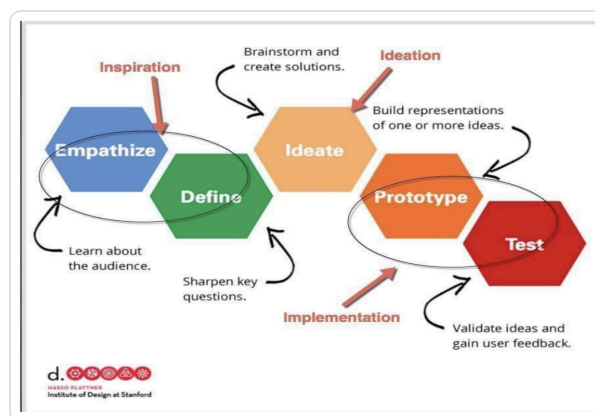 Inspiration
Brainstorm and
create solutions.
Ideation
Build representations
of one or more ideas.
Empathize
Ideate
Define
Prototype
Test
Learn about
the audience.
Sharpen key
questions.
Implementation
Validate ideas and
gain user feedback.
d.
HASSO PLATTNER
Institute of Design at Stanford